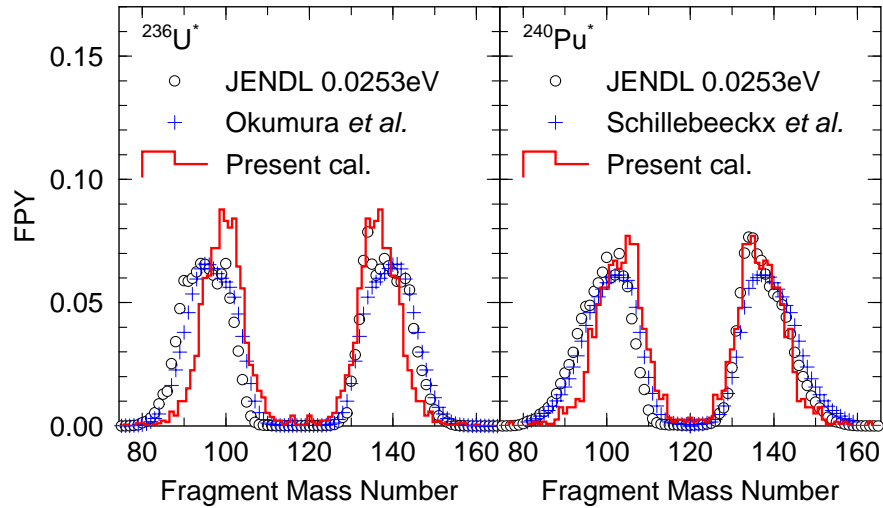 ²³⁶U*
JENDL 0.0253eV
Okumura et al.
Present cal.
²⁴⁰Pu*
JENDL 0.0253eV
Schillebeeckx et al.
Present cal.
FPY
0.15
0.10
0.05
0.00
80 100 120 140 160
80 100 120 140 160
Fragment Mass Number
Fragment Mass Number